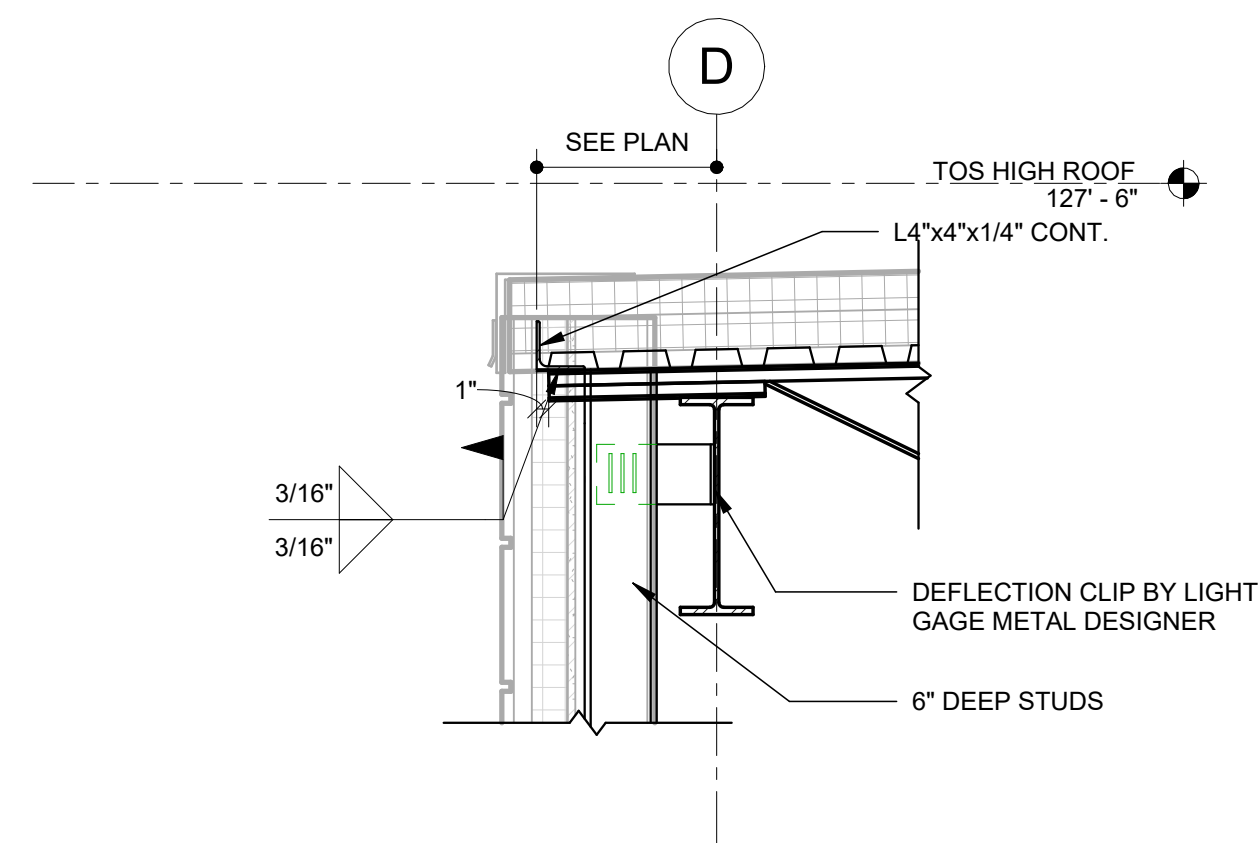 D
SEE PLAN
TOS HIGH ROOF
127' - 6"
L4"x4"x1/4" CONT.
1"
3/16"
3/16"
DEFLECTION CLIP BY LIGHT
GAGE METAL DESIGNER
6" DEEP STUDS